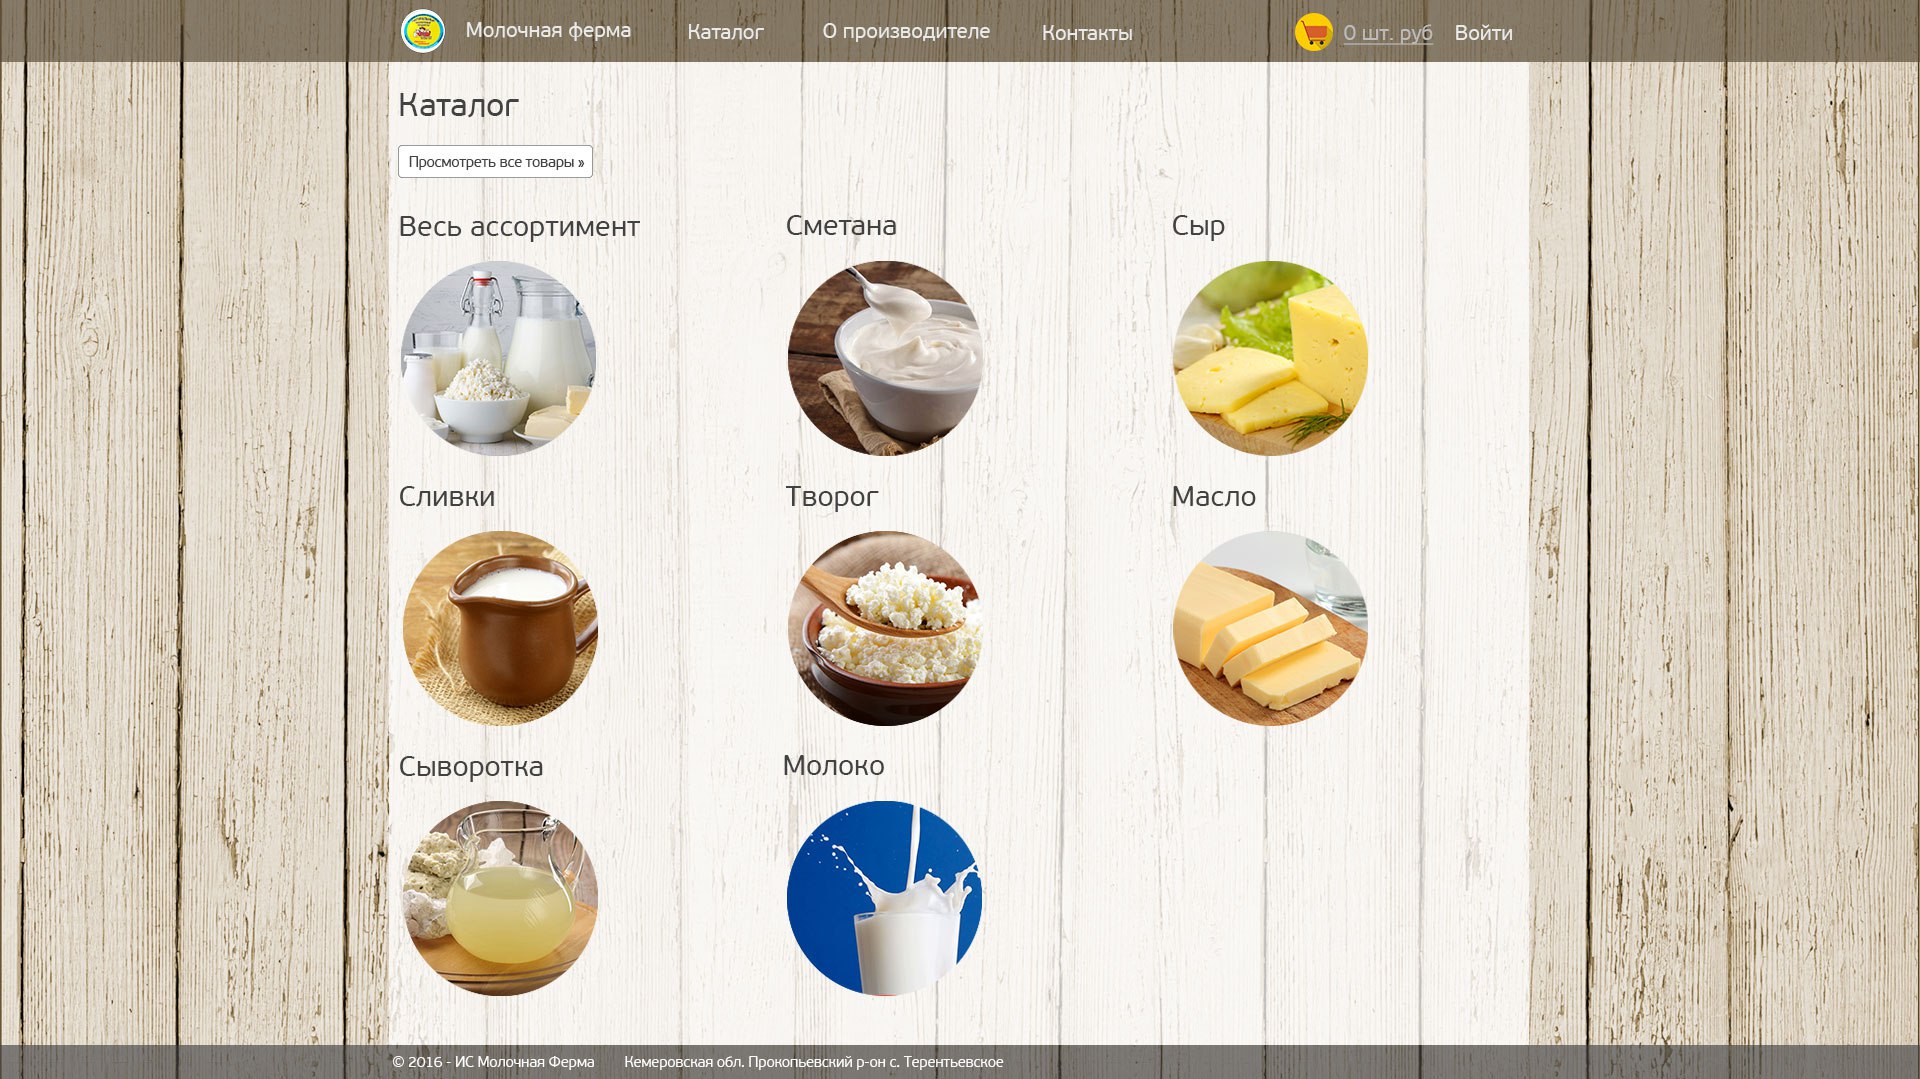 Молочная ферма
Каталог
О производителе
Контакты
0 шт. руб
Войти
Каталог
Просмотреть все товары »
Весь ассортимент
Сметана
Сыр
Сливки
Творог
Масло
Сыворотка
Молоко
© 2016 - ИС Молочная Ферма
Кемеровская обл. Прокопьевский р-он с. Терентьевское